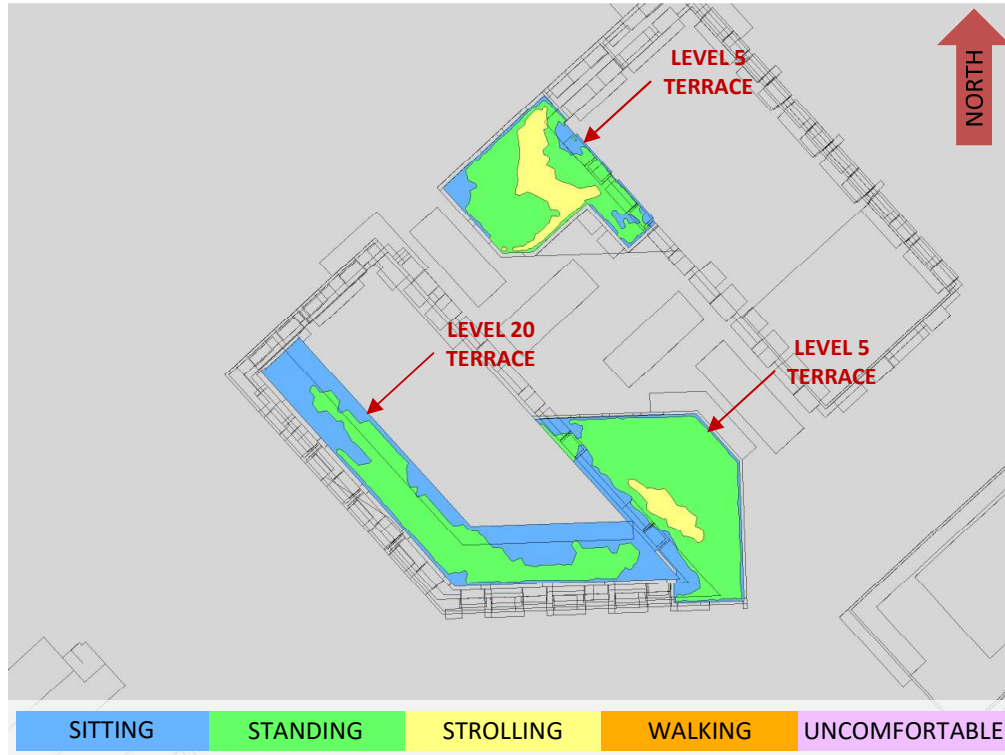 LEVEL 5
TERRACE
NORTH
LEVEL 20
TERRACE
LEVEL 5
TERRACE
SITTING
STANDING
STROLLING
WALKING
UNCOMFORTABLE